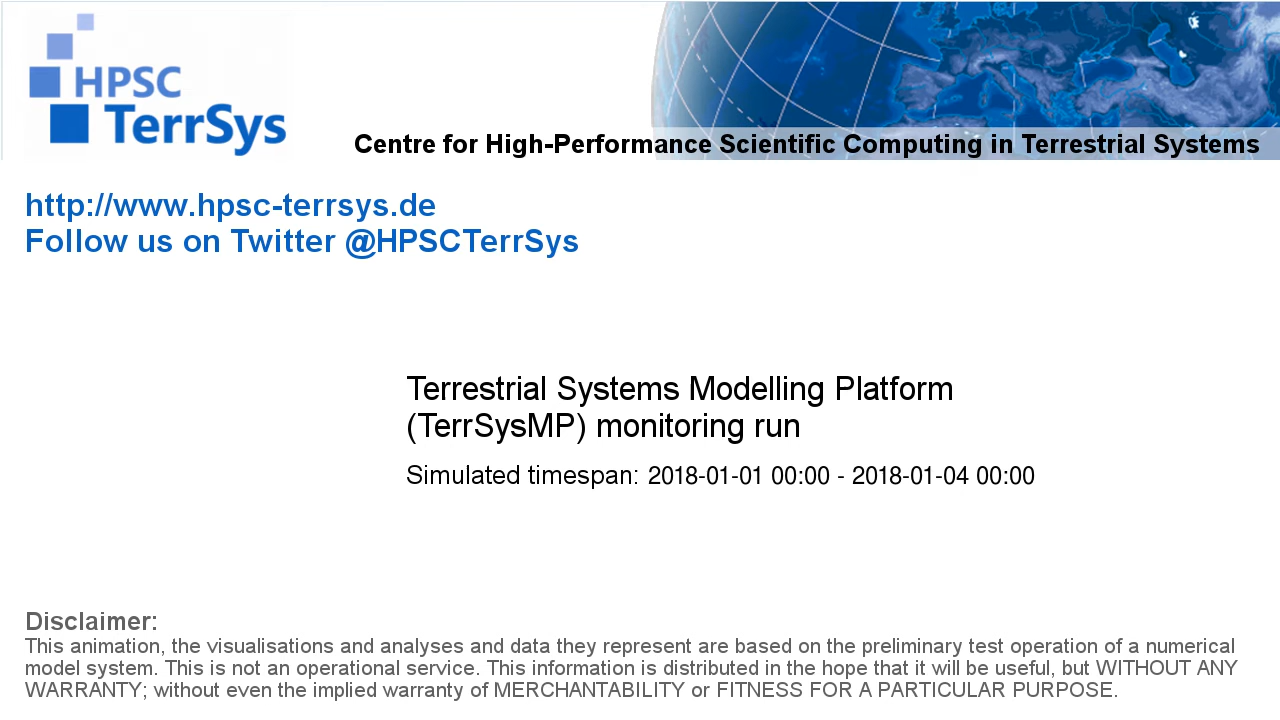 HPSC
TerrSys
Centre for High-Performance Scientific Computing in Terrestrial Systems
http://www.hpsc-terrsys.de
Follow us on Twitter @HPSCTerrSys
Terrestrial Systems Modelling Platform
(TerrSysMP) monitoring run
Simulated timespan: 2018-01-01 00:00 - 2018-01-04 00:00
Disclaimer:
This animation, the visualisations and analyses and data they represent are based on the preliminary test operation of a numerical
model system. This is not an operational service. This information is distributed in the hope that it will be useful, but WITHOUT ANY
WARRANTY; without even the implied warranty of MERCHANTABILITY or FITNESS FOR A PARTICULAR PURPOSE.